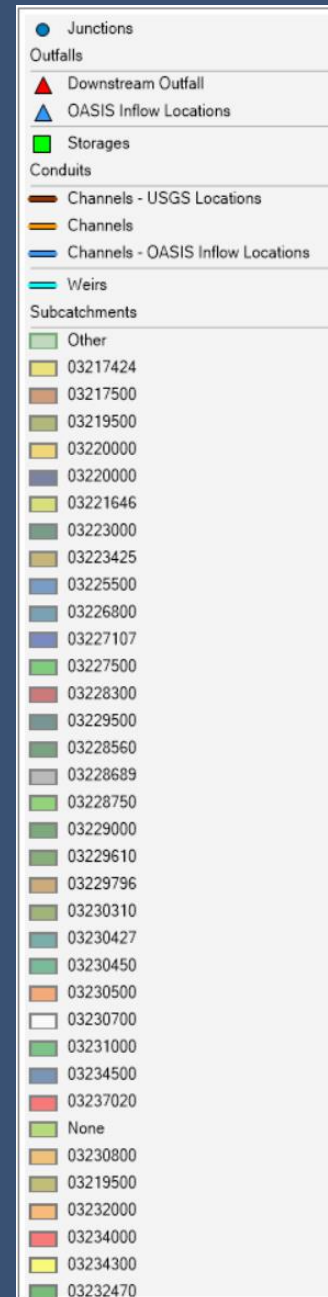 Junctions
Outfalls
Downstream Outfall
OASIS Inflow Locations
Storages
Conduits
Channels - USGS Locations
Channels
Channels - OASIS Inflow Locations
Weirs
Subcatchments
Other
03217424
03217500
03219500
03220000
03220000
03221646
03223000
03223425
03225500
03226800
03227107
03227500
03228300
03229500
03228560
03228689
03228750
03229000
03229610
03229796
03230310
03230427
03230450
03230500
03230700
03231000
03234500
03237020
None
03230800
03219500
03232000
03234000
03234300
03232470